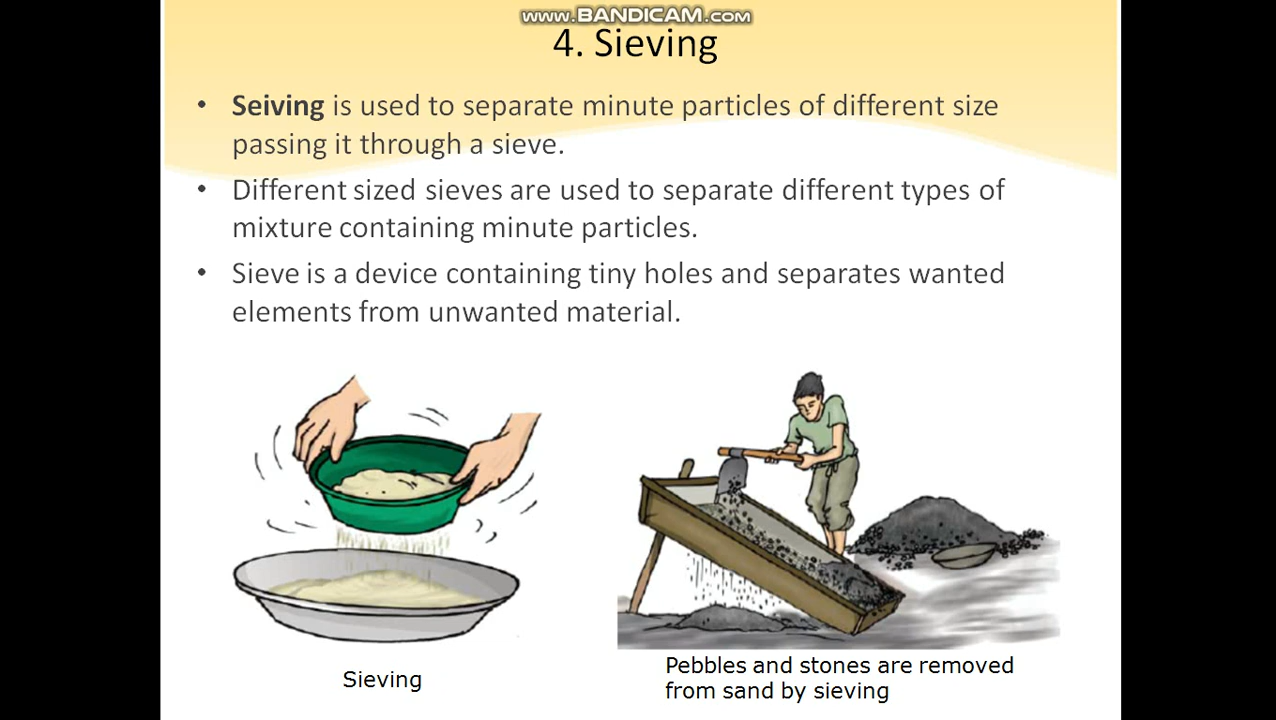 www.BANDICAM.com
4. Sieving
• Seiving is used to separate minute particles of different size
passing it through a sieve.
• Different sized sieves are used to separate different types of
mixture containing minute particles.
• Sieve is a device containing tiny holes and separates wanted
elements from unwanted material.
Sieving
Pebbles and stones are removed
from sand by sieving